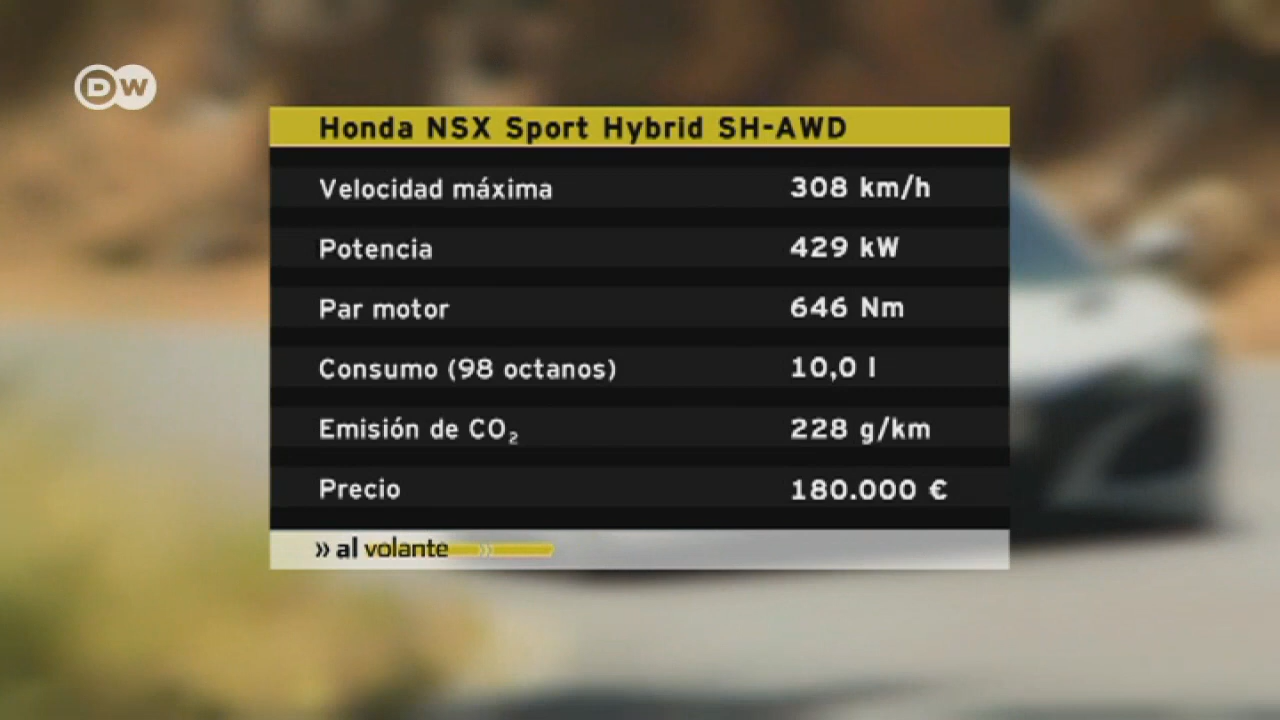 DW
Honda NSX Sport Hybrid SH-AWD
Velocidad máxima 308 km/h
Potencia 429 kW
Par motor 646 Nm
Consumo (98 octanos) 10,0 l
Emisión de CO₂ 228 g/km
Precio 180.000 €
» al volante